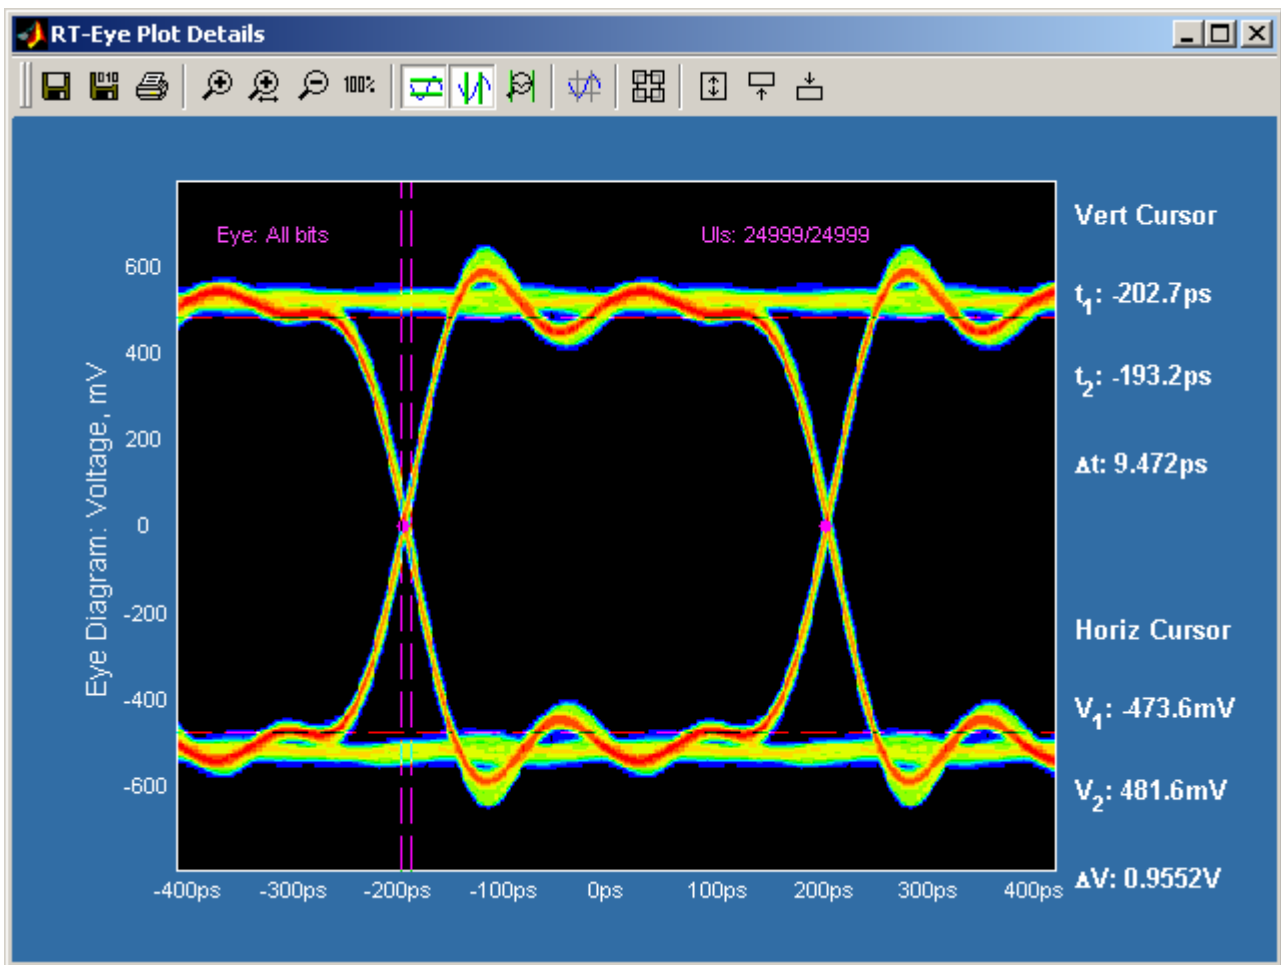 RT-Eye Plot Details
100%
Eye: All bits
UIs: 24999/24999
Eye Diagram: Voltage, mV
600
400
200
0
-200
-400
-600
-400ps
-300ps
-200ps
-100ps
0ps
100ps
200ps
300ps
400ps
Vert Cursor
t1: -202.7ps
t2: -193.2ps
Δt: 9.472ps
Horiz Cursor
V1: -473.6mV
V2: 481.6mV
ΔV: 0.9552V